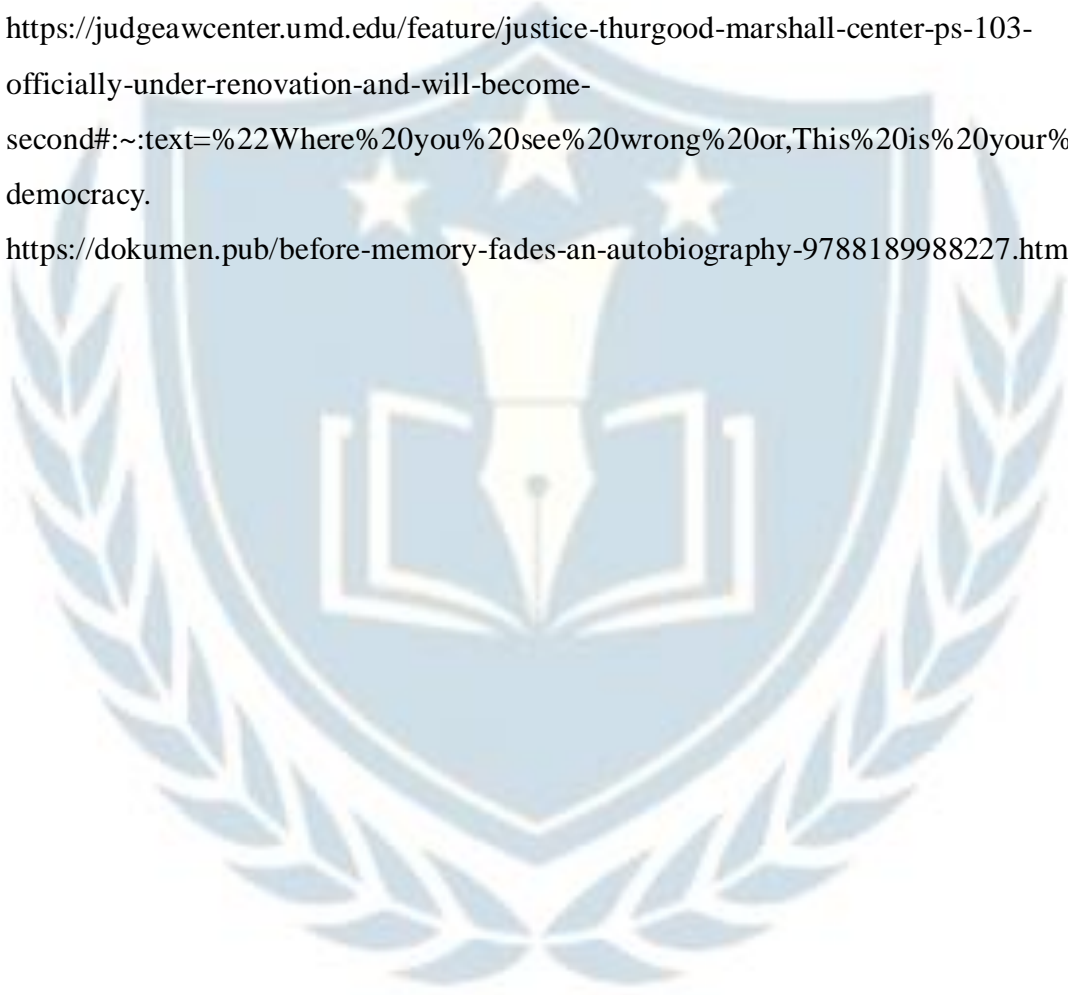 https://judgeawcenter.umd.edu/feature/justice-thurgood-marshall-center-ps-103-
officially-under-renovation-and-will-become-
second#:~:text=%22Where%20you%20see%20wrong%20or,This%20is%20your%
democracy.
https://dokumen.pub/before-memory-fades-an-autobiography-9788189988227.htm